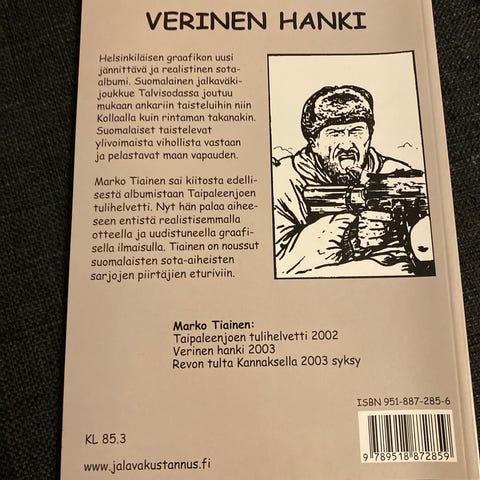 VERINEN HANKI
Helsinkiläisen graafikon uusi
jännittävä ja realistinen sota-
albumi. Suomalainen jalkaväki-
joukkue Talvisodassa joutuu
mukaan ankariin taisteluihin niin
Kollaalla kuin rintaman takanakin.
Suomalaiset taistelevat
ylivoimaista vihollista vastaan
ja pelastavat maan vapauden.
Marko Tiainen sai kiitosta edelli-
sestä albumistaan Taipaleenjoen
tulihelvetti. Nyt hän palaa aihee-
seen entistä realistisemmalla
otteella ja uudistuneella graafi-
sella ilmaisulla. Tiainen on noussut
suomalaisten sota-aiheisten
sarjojen piirtäjien eturiviin.
Marko Tiainen:
Taipaleenjoen tulihelvetti 2002
Verinen hanki 2003
Revon tulta Kannaksella 2003 syksy
ISBN 951-887-285-6
9 789518 872859
KL 85.3
www.jalavakustannus.fi